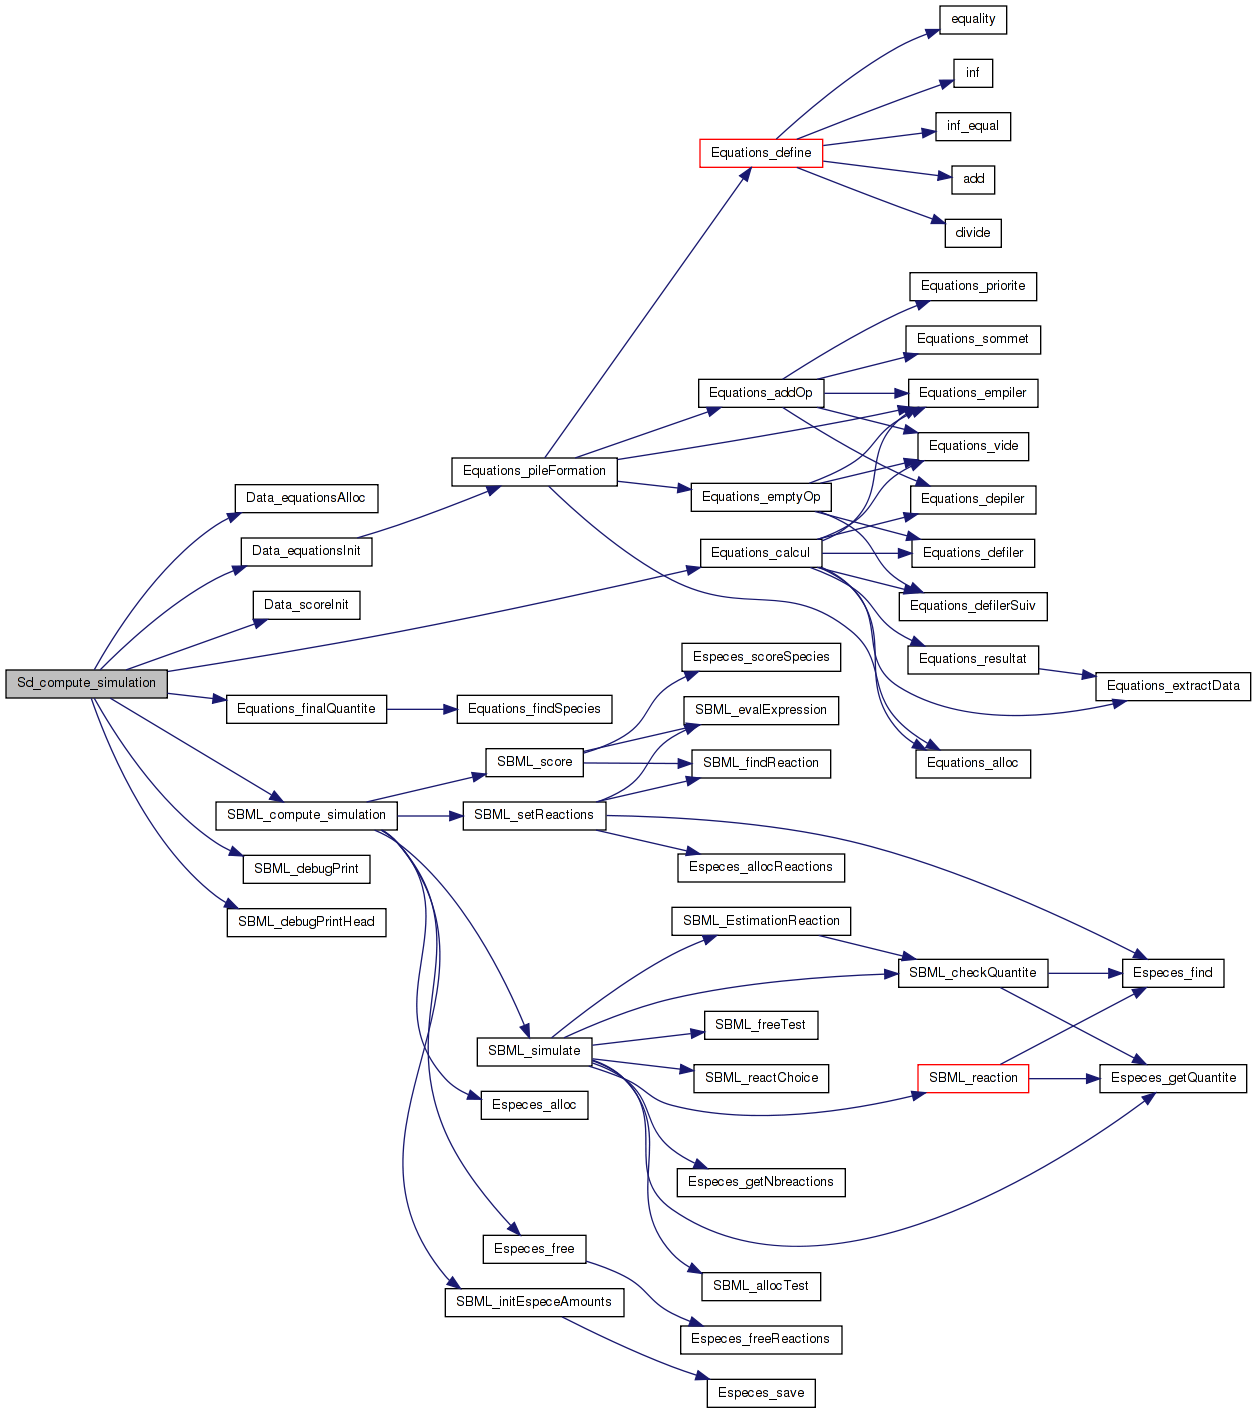 equality
inf
inf_equal
Equations_define
add
divide
Equations_priorite
Equations_sommet
Equations_addOp
Equations_empiler
Equations_vide
Equations_pileFormation
Equations_emptyOp
Equations_depiler
Data_equationsAlloc
Data_equationsInit
Equations_calcul
Equations_defiler
Data_scoreInit
Equations_defilerSuiv
Especes_scoreSpecies
Equations_resultat
Sd_compute_simulation
Equations_extractData
Equations_finalQuantite
Equations_findSpecies
SBML_evalExpression
SBML_score
SBML_findReaction
Equations_alloc
SBML_compute_simulation
SBML_setReactions
SBML_debugPrint
Especes_allocReactions
SBML_debugPrintHead
SBML_EstimationReaction
SBML_checkQuantite
Especes_find
SBML_freeTest
SBML_simulate
SBML_reactChoice
SBML_reaction
Especes_getQuantite
Especes_alloc
Especes_getNbreactions
Especes_free
SBML_allocTest
SBML_initEspeceAmounts
Especes_freeReactions
Especes_save